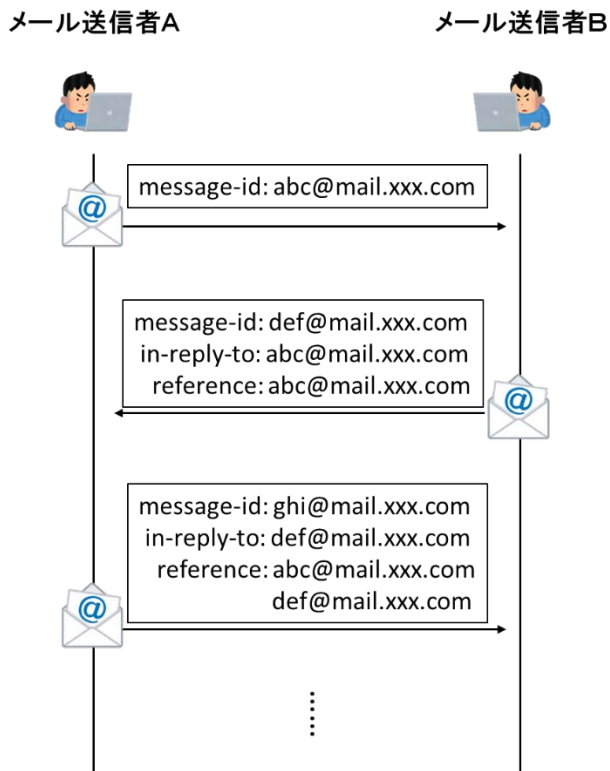 メール送信者A
メール送信者B
@
message-id: abc@mail.xxx.com
message-id: def@mail.xxx.com
in-reply-to: abc@mail.xxx.com
reference: abc@mail.xxx.com
@
message-id: ghi@mail.xxx.com
in-reply-to: def@mail.xxx.com
reference: abc@mail.xxx.com
def@mail.xxx.com
@
……